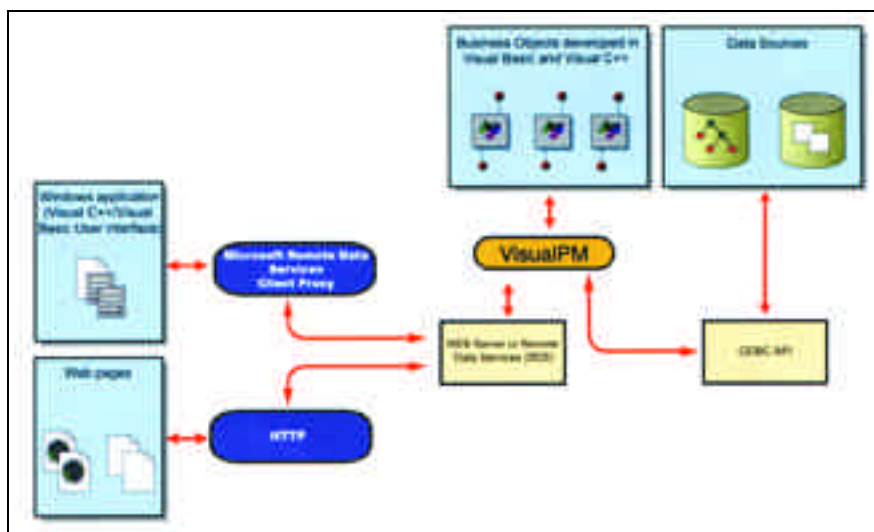 Business Objects developed in
Visual Basic and Visual C++
Data Sources
Windows application
(Visual C++/Visual
Basic User Interface)
Microsoft Remote Data
Services
Client Proxy
VisualPM
WEB Server or Remote
Data Services (RDS)
ODBC API
Web pages
HTTP